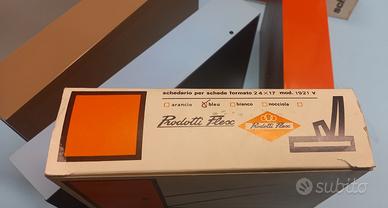 schedario per schede formato 24×17 mod. 1921 V
arancio bleu bianco nocciola
Prodotti Flex
Prodotti Flex
subito